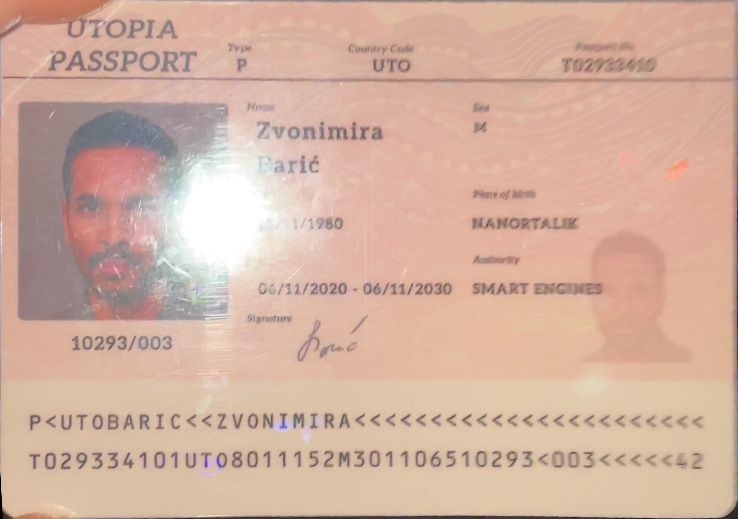 UTOPIA
PASSPORT
Type
P
Country Code
UTO
Passport No
T02933410
Name
Zvonimira
Barić
Sex
M
/11/1980
Place of birth
NANORTALIK
Authority
06/11/2020 - 06/11/2030
SMART ENGINES
Signature
10293/003
P<UTOBARIC<<ZVONIMIRA<<<<<<<<<<<<<<<<<<<<<<<
T029334101UTO8011152M301106510293<003<<<<<42